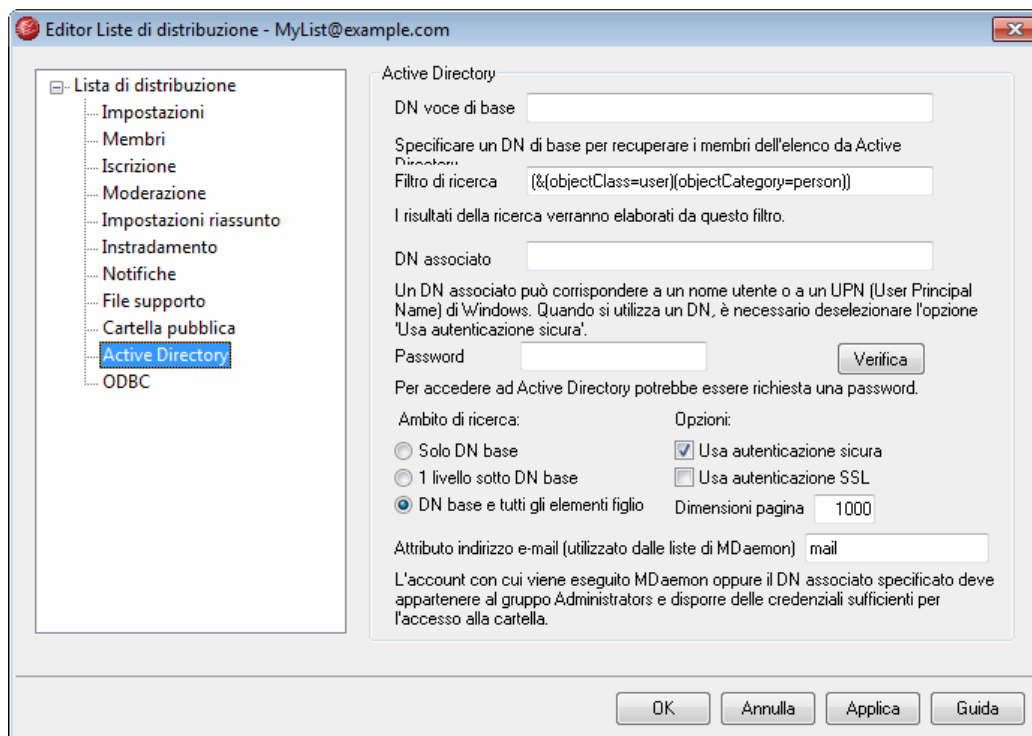 Editor Liste di distribuzione - MyList@example.com
Lista di distribuzione
Impostazioni
Membri
Iscrizione
Moderazione
Impostazioni riassunto
Instradamento
Notifiche
File supporto
Cartella pubblica
Active Directory
ODBC
Active Directory
DN voce di base
Specificare un DN di base per recuperare i membri dell'elenco da Active
Directory.
Filtro di ricerca (&(objectClass=user)(objectCategory=person))
I risultati della ricerca verranno elaborati da questo filtro.
DN associato
Un DN associato può corrispondere a un nome utente o a un UPN (User Principal
Name) di Windows. Quando si utilizza un DN, è necessario deselezionare l'opzione
'Usa autenticazione sicura'.
Password Verifica
Per accedere ad Active Directory potrebbe essere richiesta una password.
Ambito di ricerca: Opzioni:
Solo DN base Usa autenticazione sicura
1 livello sotto DN base Usa autenticazione SSL
DN base e tutti gli elementi figlio Dimensioni pagina 1000
Attributo indirizzo e-mail (utilizzato dalle liste di MDaemon) mail
L'account con cui viene eseguito MDaemon oppure il DN associato specificato deve
appartenere al gruppo Administrators e disporre delle credenziali sufficienti per
l'accesso alla cartella.
OK Annulla Applica Guida